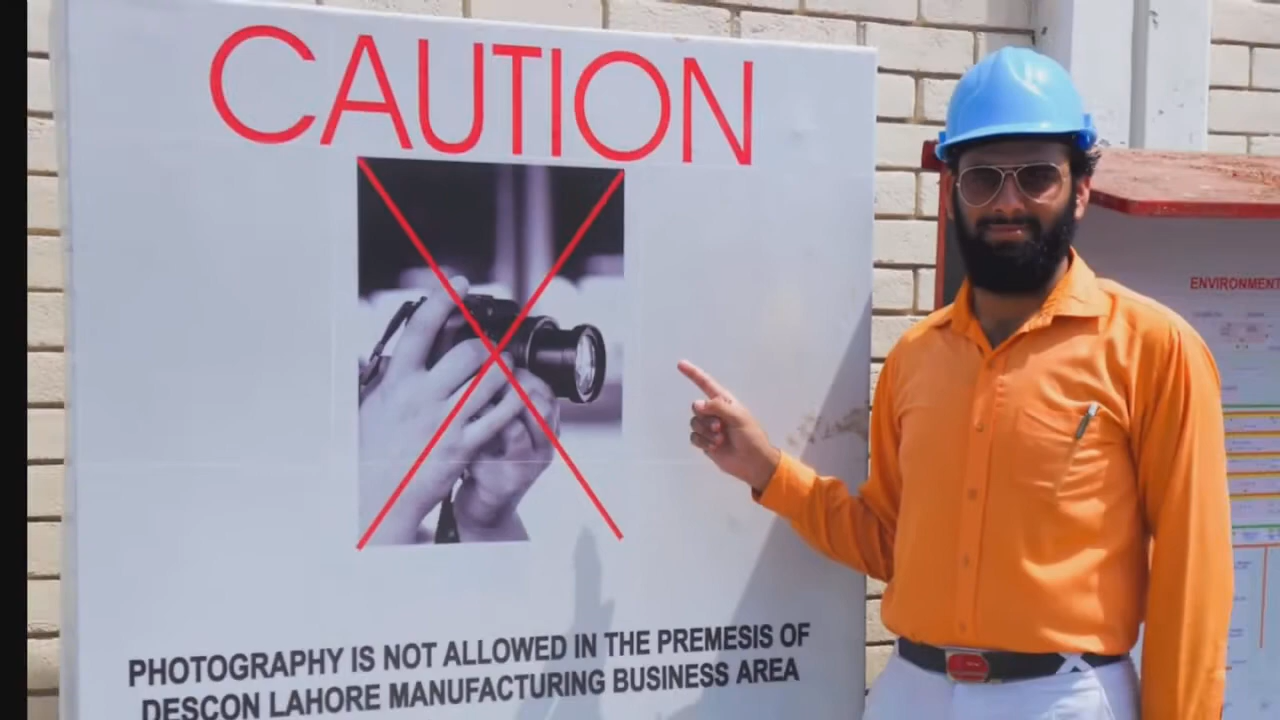 CAUTION
PHOTOGRAPHY IS NOT ALLOWED IN THE PREMESIS OF
DESCON LAHORE MANUFACTURING BUSINESS AREA
ENVIRONMENT